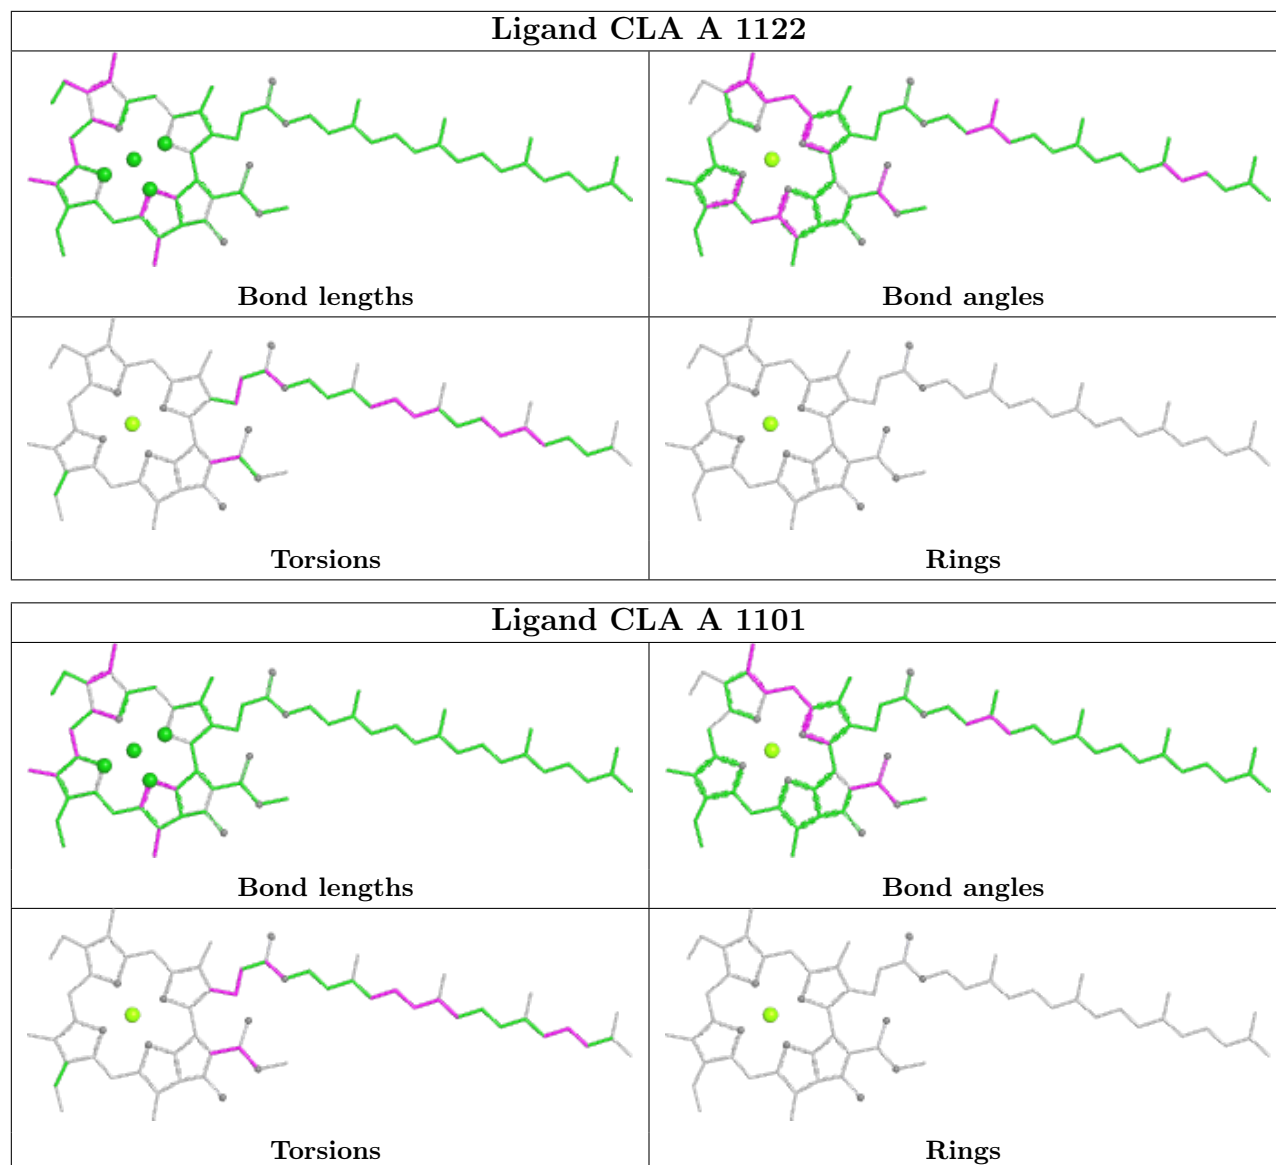 Ligand CLA A 1122
Bond lengths
Bond angles
Torsions
Rings
Ligand CLA A 1101
Bond lengths
Bond angles
Torsions
Rings